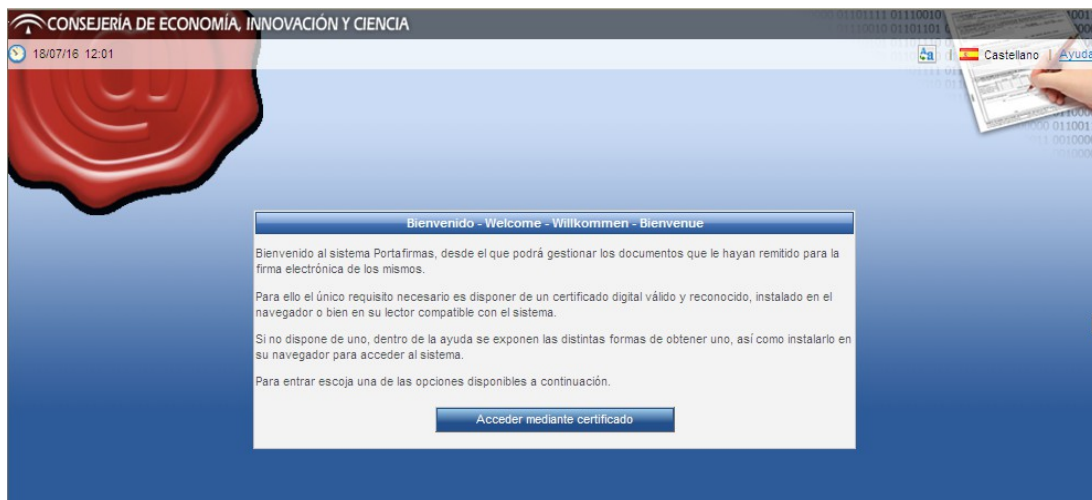 CONSEJERÍA DE ECONOMÍA, INNOVACIÓN Y CIENCIA
18/07/16 12:01
Castellano | Ayuda
Bienvenido - Welcome - Willkommen - Bienvenue
Bienvenido al sistema Portafirmas, desde el que podrá gestionar los documentos que le hayan remitido para la
firma electrónica de los mismos.
Para ello el único requisito necesario es disponer de un certificado digital válido y reconocido, instalado en el
navegador o bien en su lector compatible con el sistema.
Si no dispone de uno, dentro de la ayuda se exponen las distintas formas de obtener uno, así como instalarlo en
su navegador para acceder al sistema.
Para entrar escoja una de las opciones disponibles a continuación.
Acceder mediante certificado